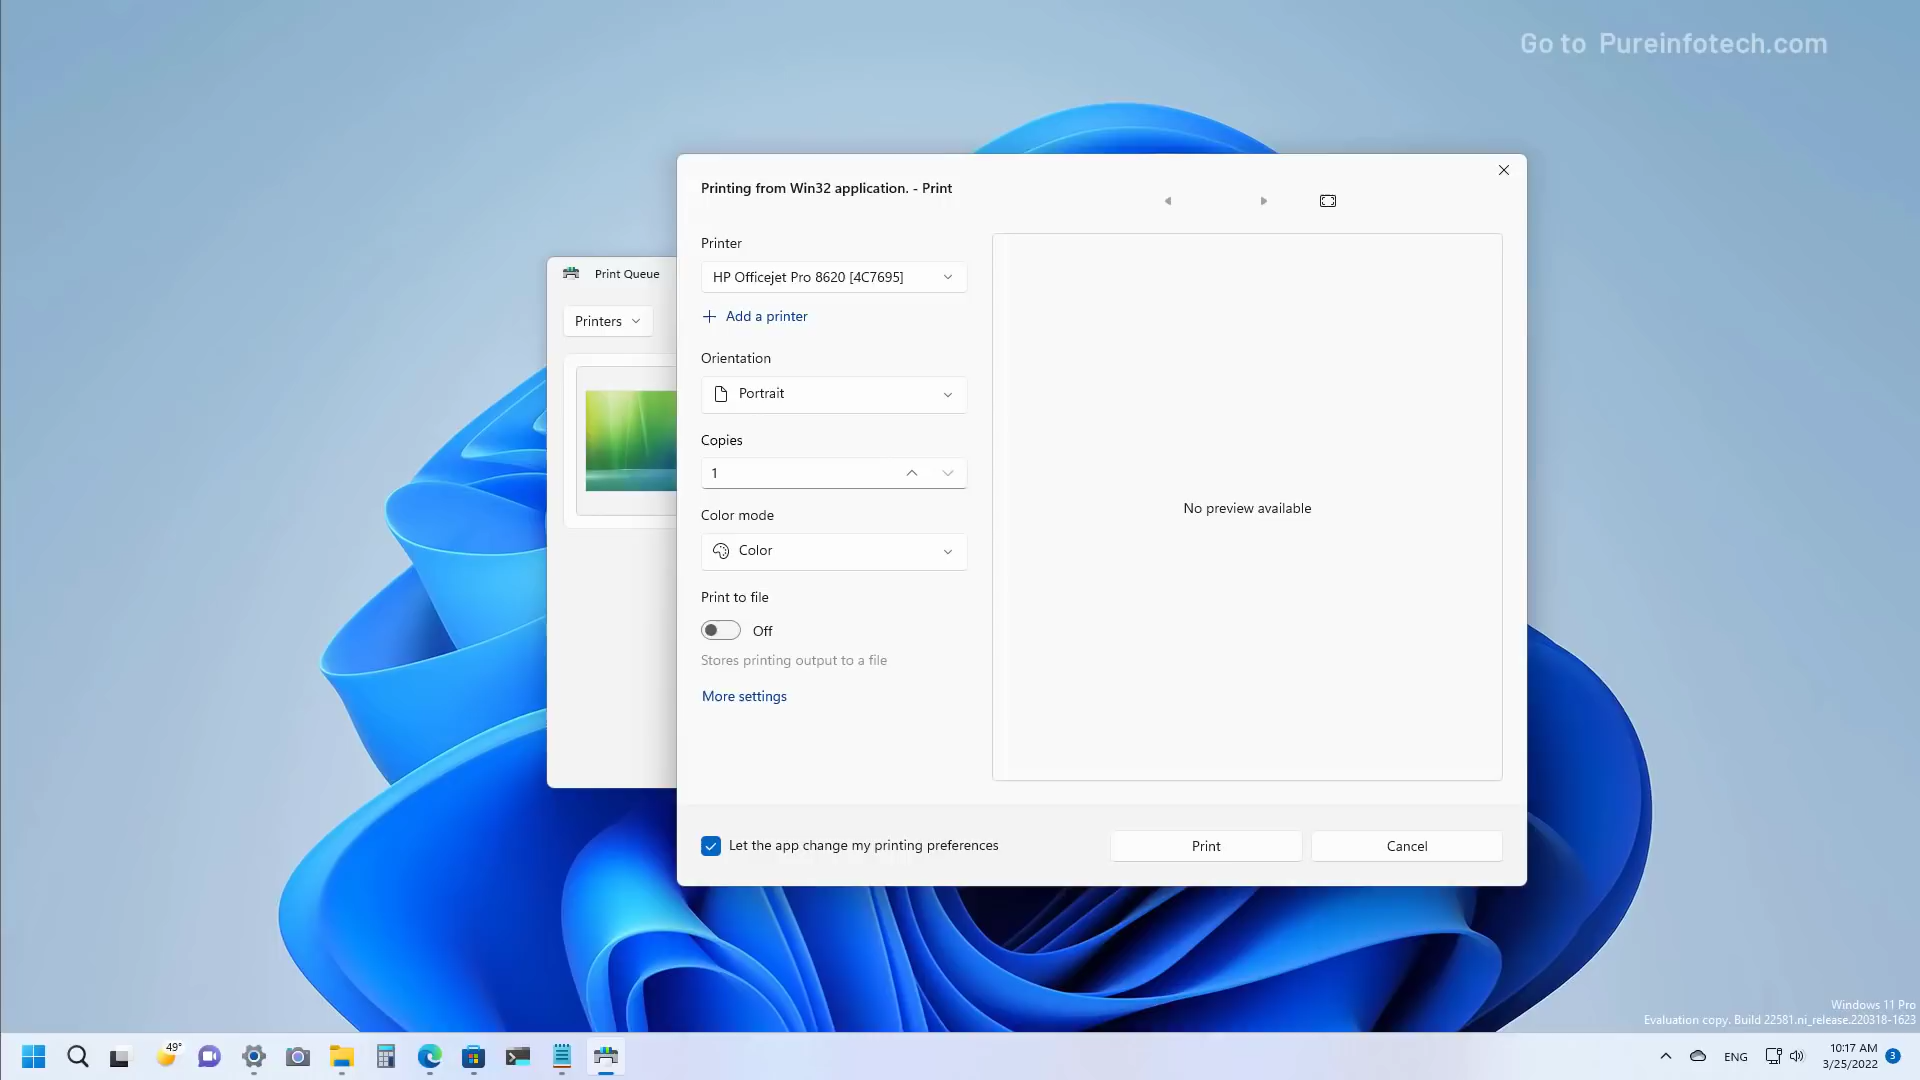 Go to Pureinfotech.com
Printing from Win32 application. - Print
Printer
HP Officejet Pro 8620 [4C7695]
Add a printer
Orientation
Portrait
Copies
1
Color mode
Color
Print to file
Off
Stores printing output to a file
More settings
No preview available
Let the app change my printing preferences
Print
Cancel
Print Queue
Printers
Windows 11 Pro
Evaluation copy. Build 22581.ni_release.220318-1623
49°
ENG
10:17 AM
3/25/2022
3